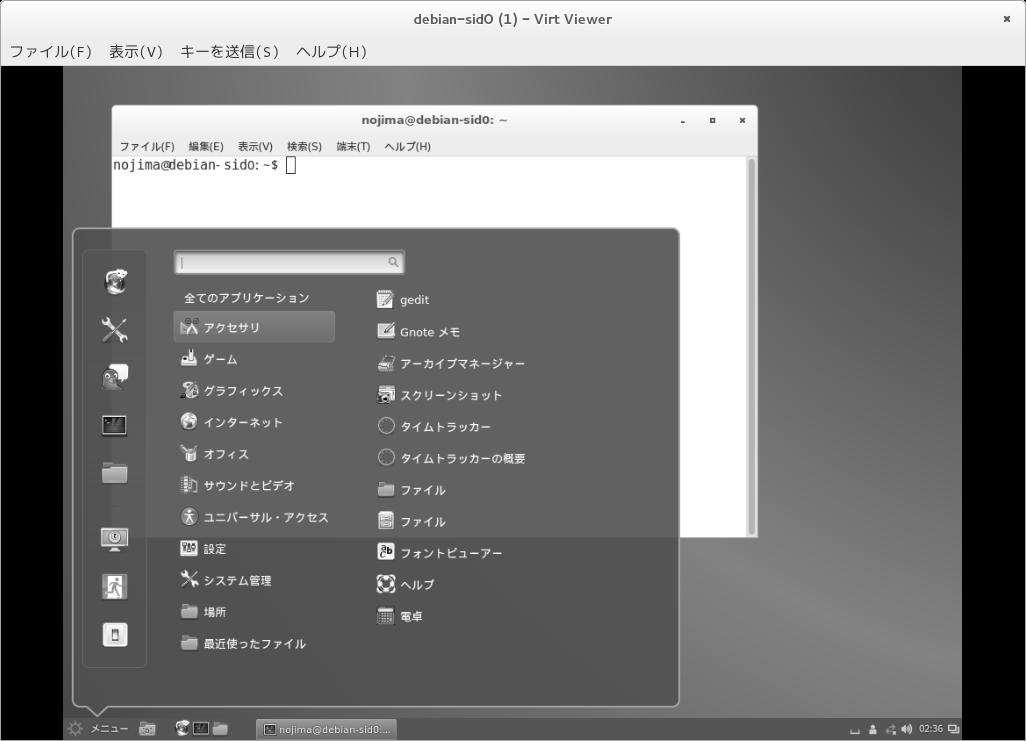 debian-sid0 (1) - Virt Viewer
ファイル(F) 表示(V) キーを送信(S) ヘルプ(H)
nojima@debian-sid0: ~
ファイル(F) 編集(E) 表示(V) 検索(S) 端末(T) ヘルプ(H)
nojima@debian-sid0:~$
全てのアプリケーション
アクセサリ
ゲーム
グラフィックス
インターネット
オフィス
サウンドとビデオ
ユニバーサル・アクセス
設定
システム管理
場所
最近使ったファイル
gedit
Gnote メモ
アーカイブマネージャー
スクリーンショット
タイムトラッカー
タイムトラッカーの概要
ファイル
ファイル
フォントビューアー
ヘルプ
電卓
メニュー nojima@debian-sid0:... 02:36